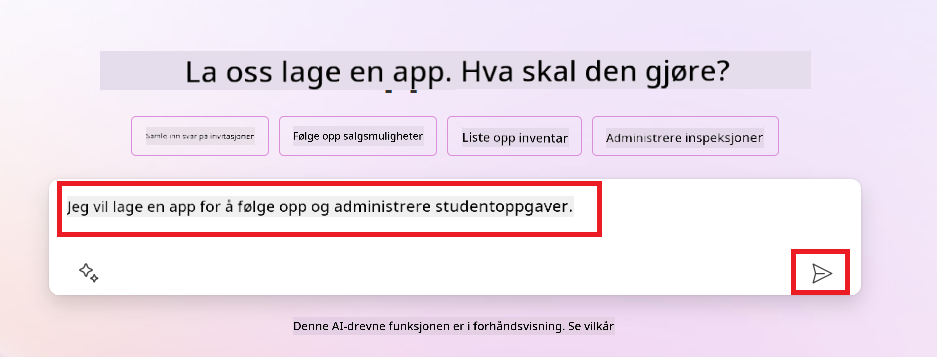 La oss lage en app. Hva skal den gjøre?
Samle inn svar på invitasjoner
Følge opp salgsmuligheter
Liste opp inventar
Administrere inspeksjoner
Jeg vil lage en app for å følge opp og administrere studentoppgaver.
Denne AI-drevne funksjonen er i forhåndsvisning. Se vilkår